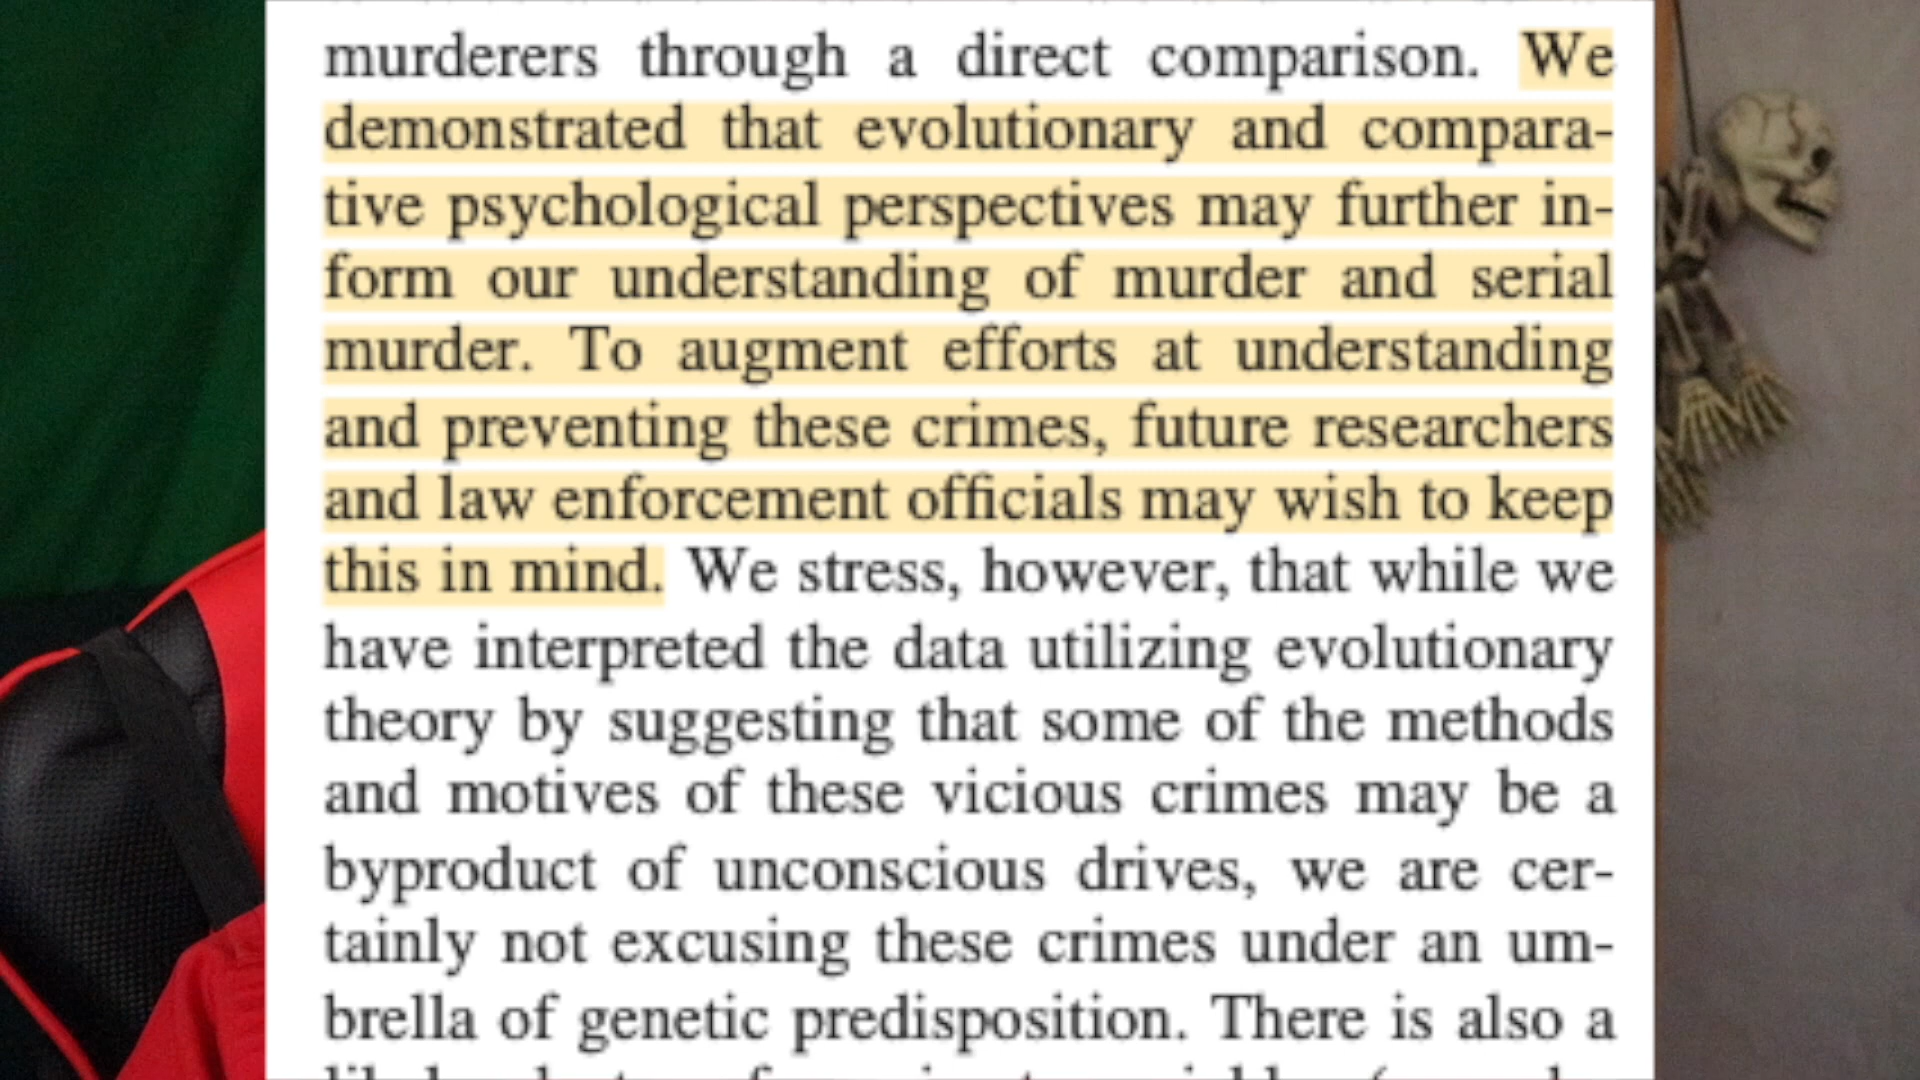 murderers through a direct comparison. We
demonstrated that evolutionary and compara-
tive psychological perspectives may further in-
form our understanding of murder and serial
murder. To augment efforts at understanding
and preventing these crimes, future researchers
and law enforcement officials may wish to keep
this in mind. We stress, however, that while we
have interpreted the data utilizing evolutionary
theory by suggesting that some of the methods
and motives of these vicious crimes may be a
byproduct of unconscious drives, we are cer-
tainly not excusing these crimes under an um-
brella of genetic predisposition. There is also a